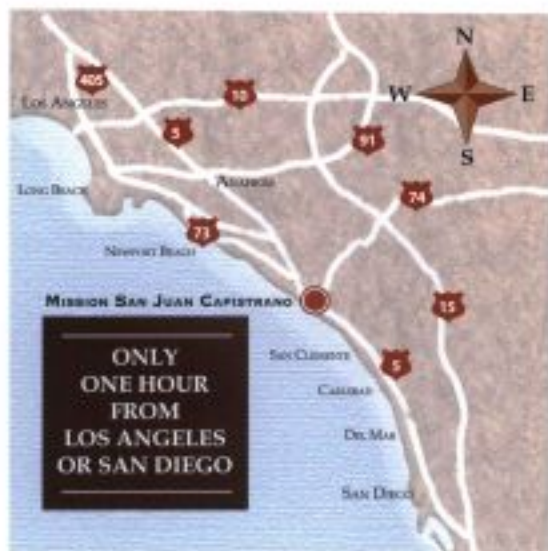 N
W E
S
405
10
LOS ANGELES
5
91
ANAHEIM
74
LONG BEACH
73
NEWPORT BEACH
MISSION SAN JUAN CAPISTRANO
15
SAN CLEMENTE
5
CARLSBAD
DEL MAR
SAN DIEGO
ONLY
ONE HOUR
FROM
LOS ANGELES
OR SAN DIEGO